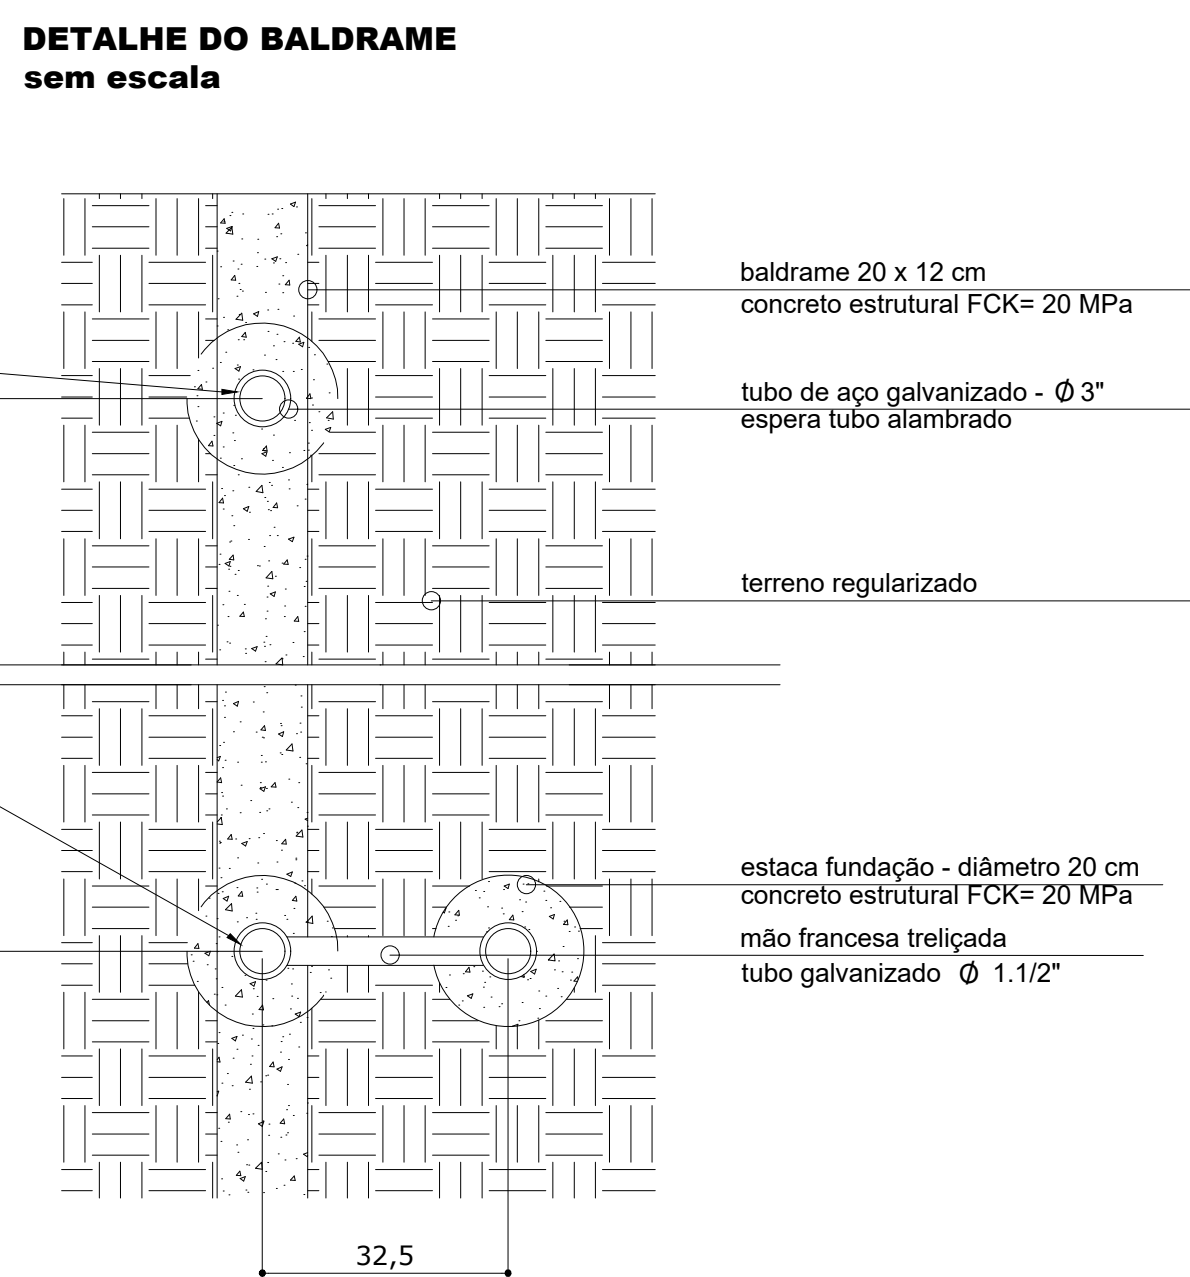 DETALHE DO BALDRAME
sem escala
baldrame 20 x 12 cm
concreto estrutural FCK= 20 MPa
tubo de aço galvanizado - Ø 3"
espera tubo alambrado
terreno regularizado
estaca fundação - diâmetro 20 cm
concreto estrutural FCK= 20 MPa
mão francesa treliçada
tubo galvanizado Ø 1.1/2"
32,5